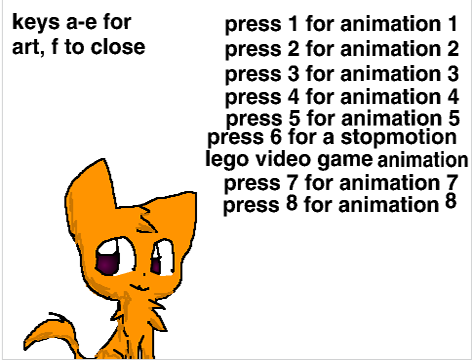 keys a-e for
art, f to close
press 1 for animation 1
press 2 for animation 2
press 3 for animation 3
press 4 for animation 4
press 5 for animation 5
press 6 for a stopmotion
lego video game animation
press 7 for animation 7
press 8 for animation 8